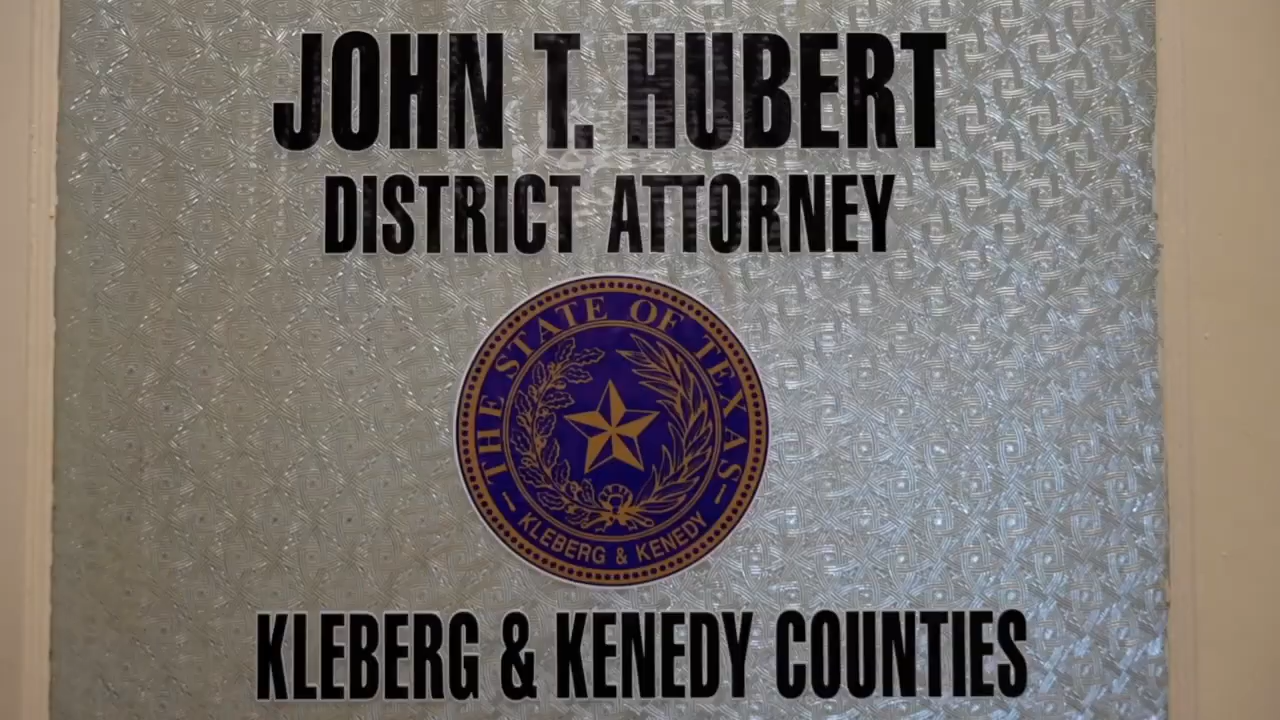 JOHN T. HUBERT
DISTRICT ATTORNEY
THE STATE OF TEXAS
KLEBERG & KENEDY
KLEBERG & KENEDY COUNTIES